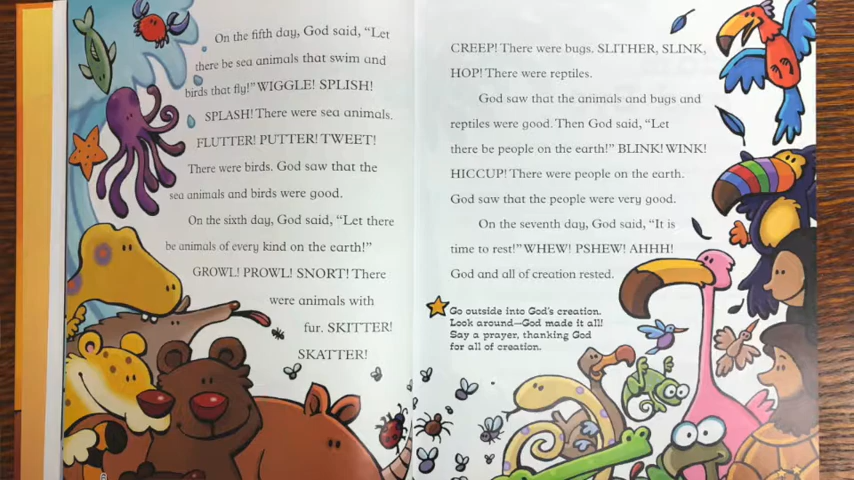 On the fifth day, God said, “Let
there be sea animals that swim and
birds that fly!” WIGGLE! SPLISH!
SPLASH! There were sea animals.
FLUTTER! PUTTER! TWEET!
There were birds. God saw that the
sea animals and birds were good.
On the sixth day, God said, “Let there
be animals of every kind on the earth!”
GROWL! PROWL! SNORT! There
were animals with
fur. SKITTER!
SKATTER!
CREEP! There were bugs. SLITHER, SLINK,
HOP! There were reptiles.
God saw that the animals and bugs and
reptiles were good. Then God said, “Let
there be people on the earth!” BLINK! WINK!
HICCUP! There were people on the earth.
God saw that the people were very good.
On the seventh day, God said, “It is
time to rest!” WHEW! PSHEW! AHHH!
God and all of creation rested.
Go outside into God’s creation.
Look around—God made it all!
Say a prayer, thanking God
for all of creation.